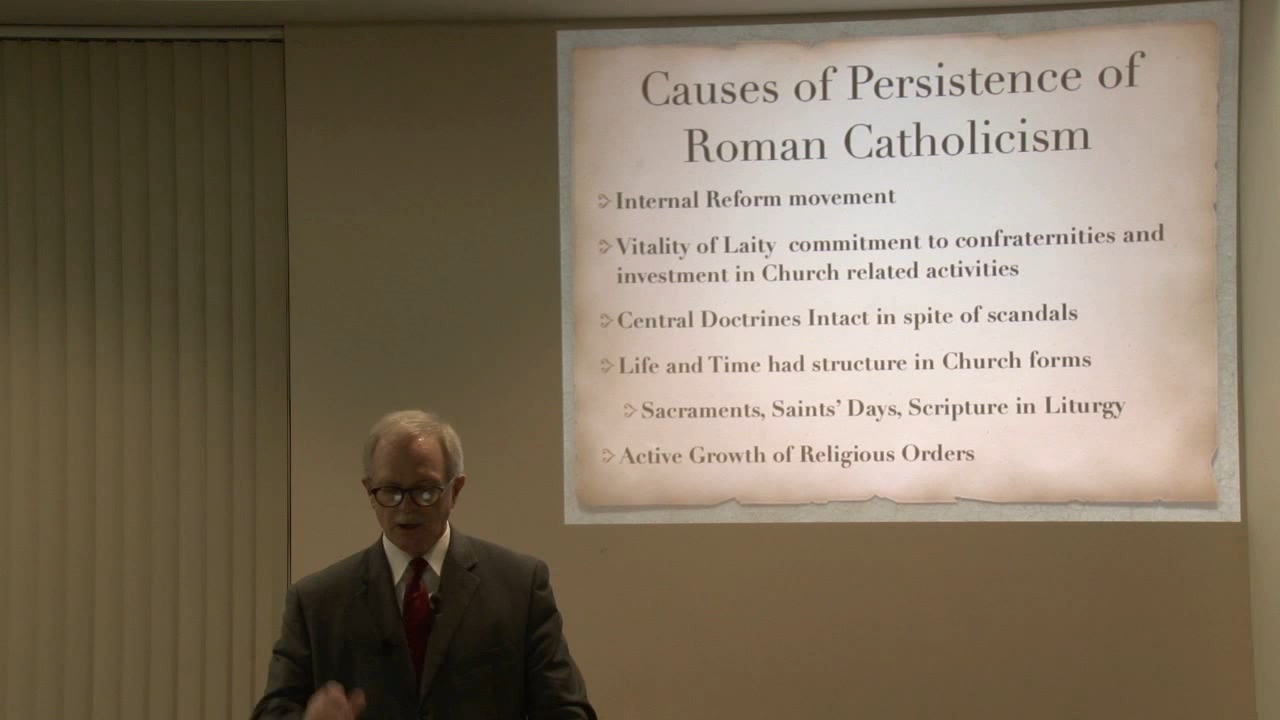 Causes of Persistence of
Roman Catholicism
Internal Reform movement
Vitality of Laity commitment to confraternities and
investment in Church related activities
Central Doctrines Intact in spite of scandals
Life and Time had structure in Church forms
Sacraments, Saints' Days, Scripture in Liturgy
Active Growth of Religious Orders